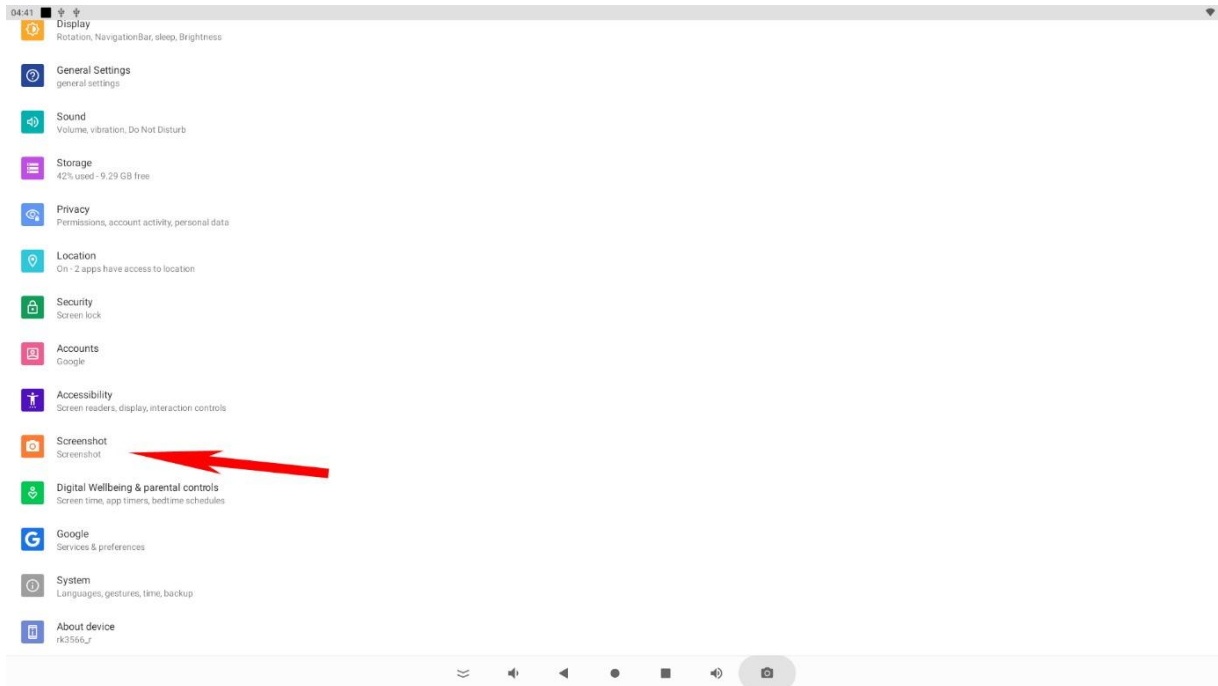 04:41
Display
Rotation, NavigationBar, sleep, Brightness
General Settings
general settings
Sound
Volume, vibration, Do Not Disturb
Storage
42% used - 9.29 GB free
Privacy
Permissions, account activity, personal data
Location
On - 2 apps have access to location
Security
Screen lock
Accounts
Google
Accessibility
Screen readers, display, interaction controls
Screenshot
Screenshot
Digital Wellbeing & parental controls
Screen time, app timers, bedtime schedules
G
Google
Services & preferences
System
Languages, gestures, time, backup
About device
rk3566_r